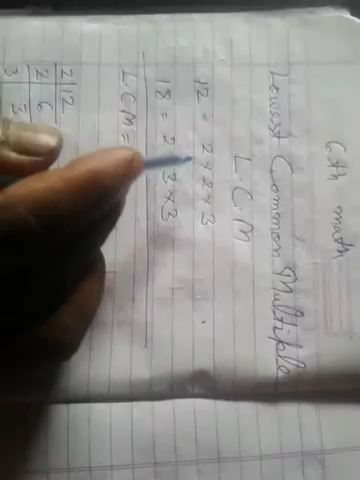 6th math
Lowest Common Multiple
L.C.M
12 = 2×2×3
18 = 2 3×3
LCM =
2 12
2 6
3 3